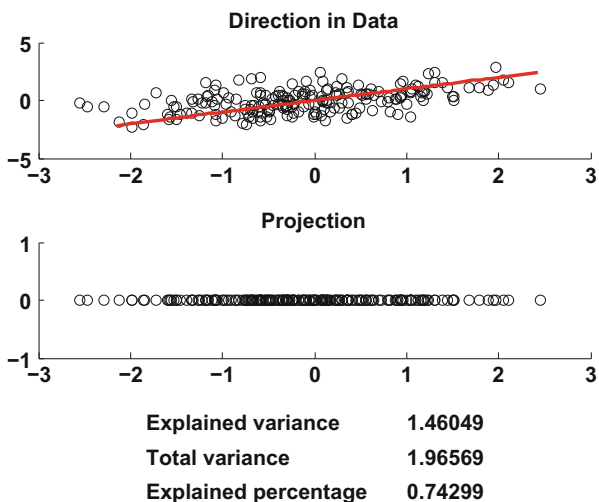 Direction in Data
5
0
−5
−3 −2 −1 0 1 2 3
Projection
1
0
−1
−3 −2 −1 0 1 2 3
Explained variance 1.46049
Total variance 1.96569
Explained percentage 0.74299